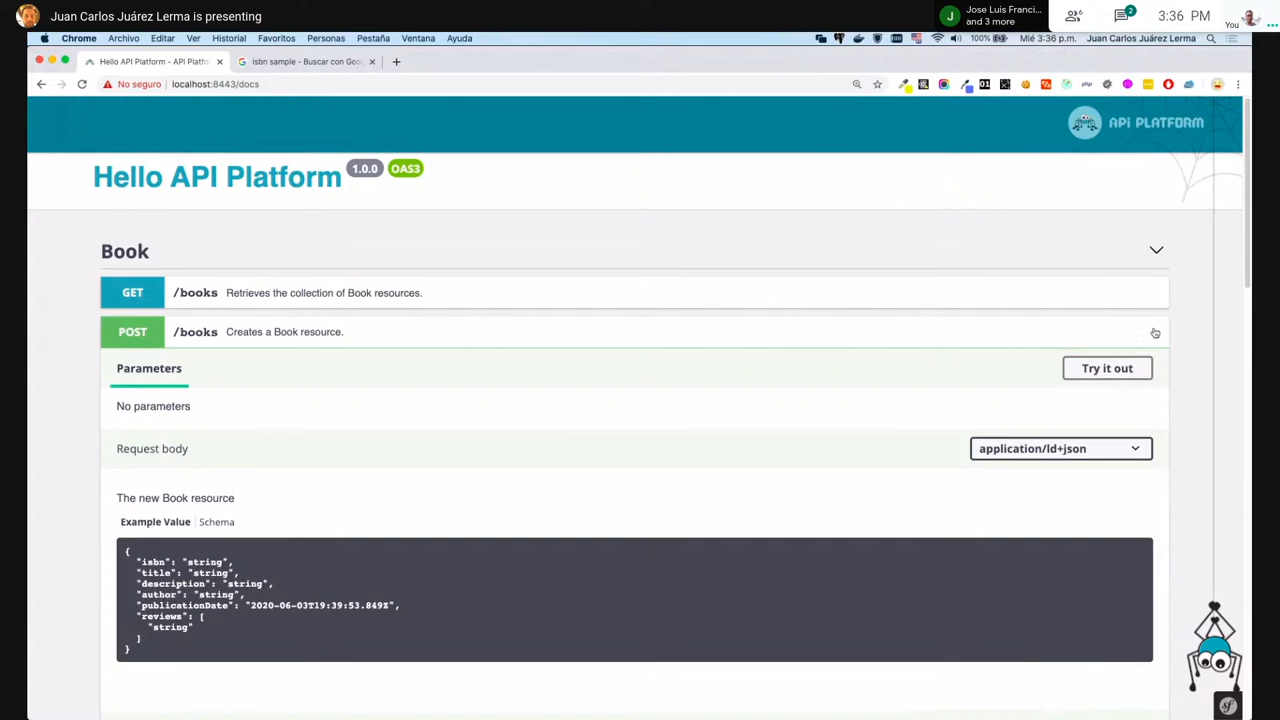 Juan Carlos Juárez Lerma is presenting
J Jose Luis Franci... and 3 more
6
2
3:36 PM
You
Chrome Archivo Editar Ver Historial Favoritos Personas Pestaña Ventana Ayuda
100% Mié 3:36 p.m. Juan Carlos Juárez Lerma
Hello API Platform - API Platfo
isbn sample - Buscar con Goo
No seguro localhost:8443/docs
01 php
API PLATFORM
Hello API Platform 1.0.0 OAS3
Book
GET /books Retrieves the collection of Book resources.
POST /books Creates a Book resource.
Parameters
Try it out
No parameters
Request body
application/ld+json
The new Book resource
Example Value Schema
{
"isbn": "string",
"title": "string",
"description": "string",
"author": "string",
"publicationDate": "2020-06-03T19:39:53.849Z",
"reviews": [
"string"
]
}
sf